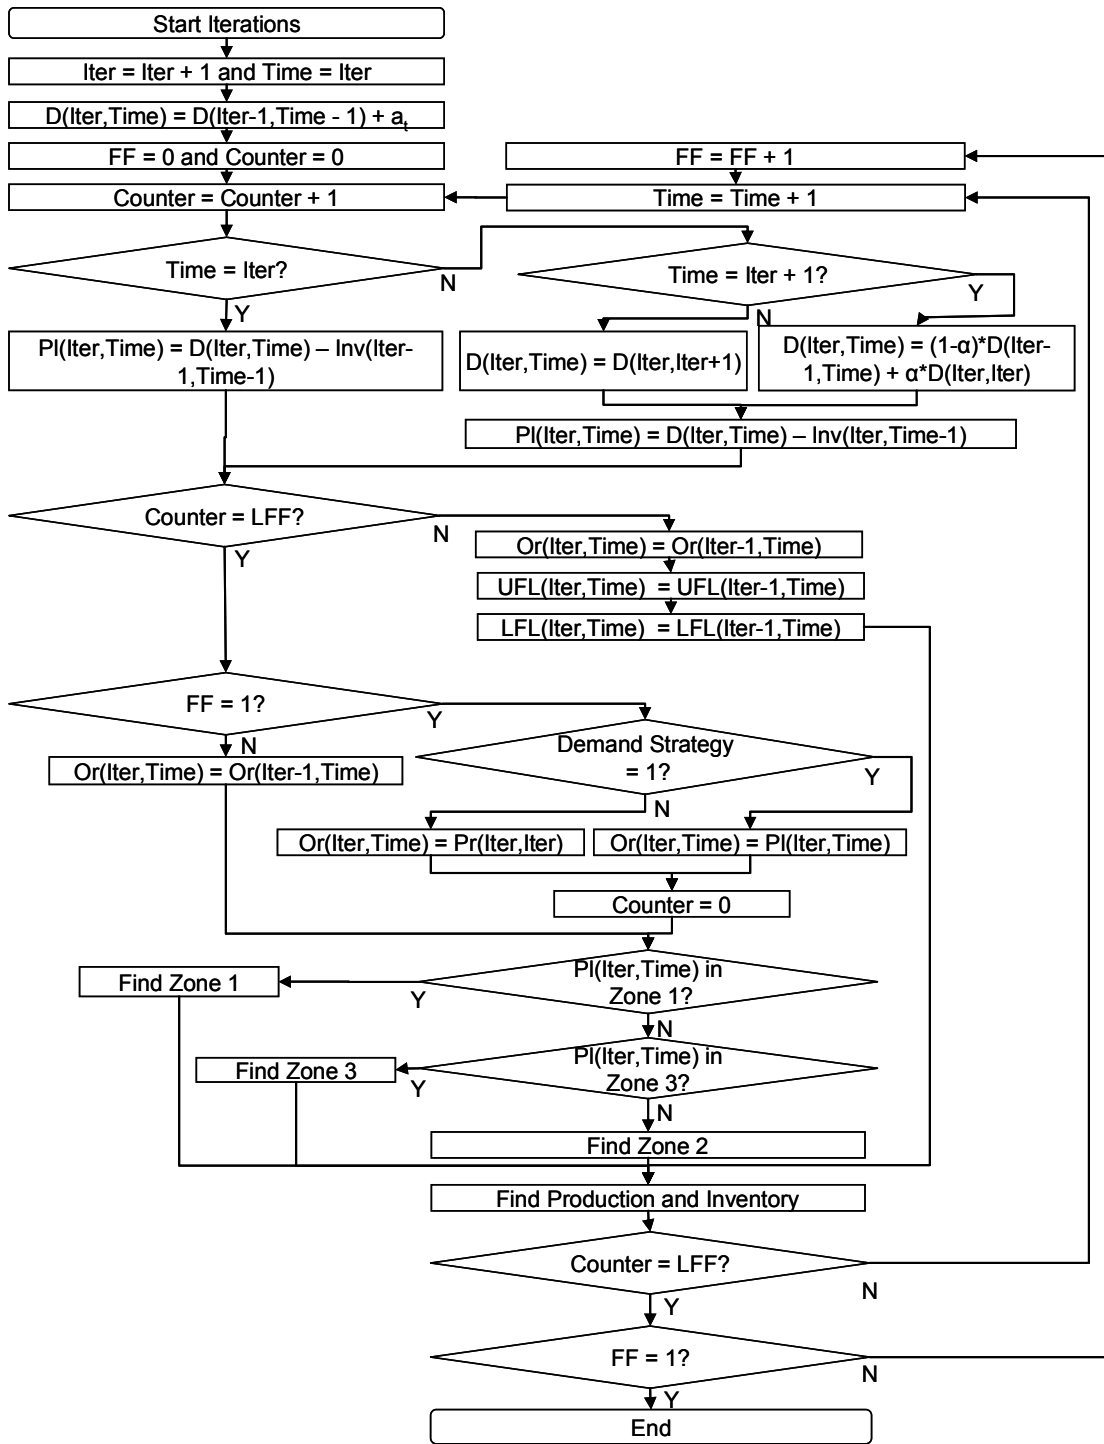 Start Iterations
Iter = Iter + 1 and Time = Iter
D(Iter,Time) = D(Iter-1,Time - 1) + aₜ
FF = 0 and Counter = 0
FF = FF + 1
Counter = Counter + 1
Time = Time + 1
Time = Iter?
N
Y
Time = Iter + 1?
Y
N
PI(Iter,Time) = D(Iter,Time) – Inv(Iter-
1,Time-1)
D(Iter,Time) = D(Iter,Iter+1)
D(Iter,Time) = (1-α)*D(Iter-
1,Time) + α*D(Iter,Iter)
PI(Iter,Time) = D(Iter,Time) – Inv(Iter,Time-1)
Counter = LFF?
N
Y
Or(Iter,Time) = Or(Iter-1,Time)
UFL(Iter,Time) = UFL(Iter-1,Time)
LFL(Iter,Time) = LFL(Iter-1,Time)
FF = 1?
Y
N
Or(Iter,Time) = Or(Iter-1,Time)
Demand Strategy
= 1?
Y
N
Or(Iter,Time) = Pr(Iter,Iter)
Or(Iter,Time) = PI(Iter,Time)
Counter = 0
PI(Iter,Time) in
Zone 1?
Y
N
Find Zone 1
PI(Iter,Time) in
Zone 3?
Y
N
Find Zone 3
Find Zone 2
Find Production and Inventory
Counter = LFF?
N
Y
FF = 1?
N
Y
End